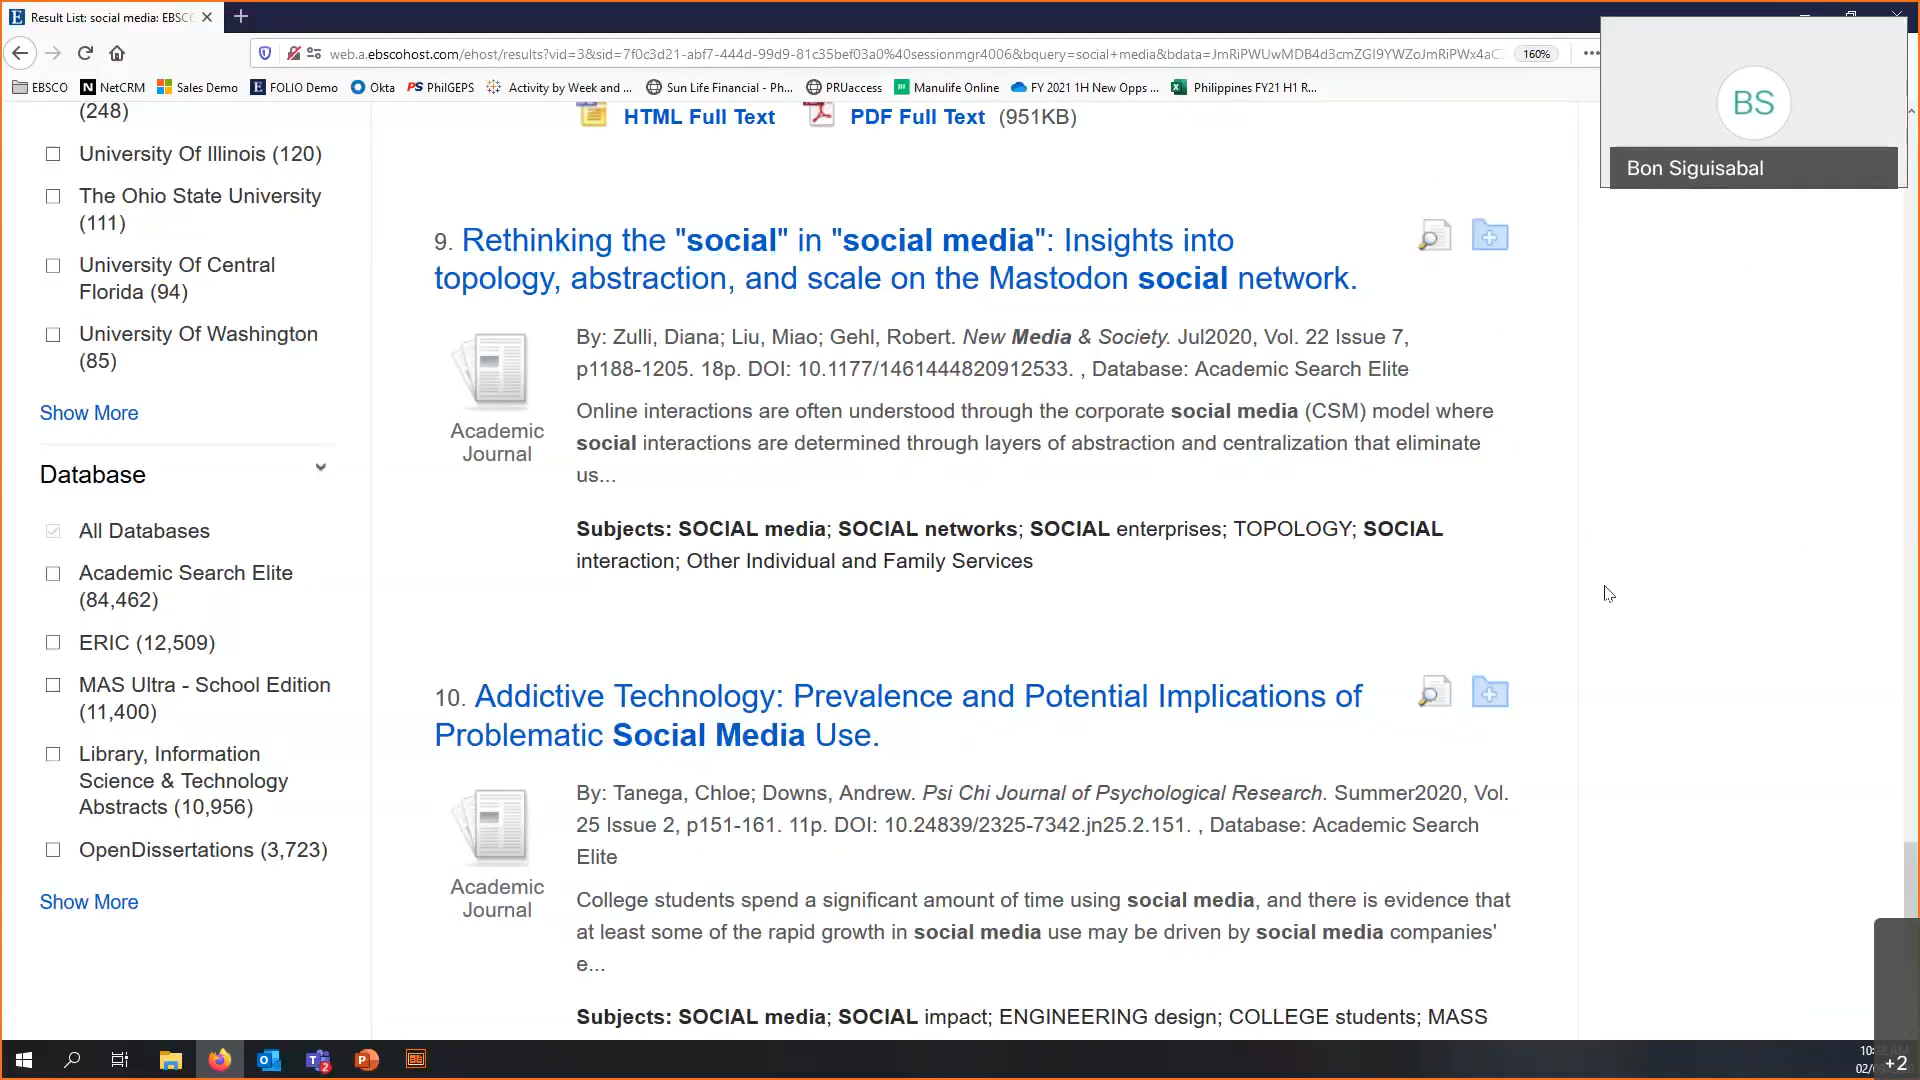 Result List: social media: EBSCO
web.a.ebscohost.com/ehost/results?vid=3&sid=7f0c3d21-abf7-444d-99d9-81c35bef03a0%40sessionmgr4006&bquery=social+media&bdata=JmRiPWUwMDB4d3cmZGI9YWZoJmRiPWx4aC
160%
EBSCO NetCRM Sales Demo FOLIO Demo Okta PS PhilGEPS Activity by Week and ... Sun Life Financial - Ph... PRUaccess Manulife Online FY 2021 1H New Opps ... Philippines FY21 H1 R...
BS
Bon Siguisabal
(248)
University Of Illinois (120)
The Ohio State University
(111)
University Of Central
Florida (94)
University Of Washington
(85)
Show More
Database
All Databases
Academic Search Elite
(84,462)
ERIC (12,509)
MAS Ultra - School Edition
(11,400)
Library, Information
Science & Technology
Abstracts (10,956)
OpenDissertations (3,723)
Show More
HTML Full Text PDF Full Text (951KB)
9. Rethinking the "social" in "social media": Insights into
topology, abstraction, and scale on the Mastodon social network.
Academic
Journal
By: Zulli, Diana; Liu, Miao; Gehl, Robert. New Media & Society. Jul2020, Vol. 22 Issue 7,
p1188-1205. 18p. DOI: 10.1177/1461444820912533. , Database: Academic Search Elite
Online interactions are often understood through the corporate social media (CSM) model where
social interactions are determined through layers of abstraction and centralization that eliminate
us...
Subjects: SOCIAL media; SOCIAL networks; SOCIAL enterprises; TOPOLOGY; SOCIAL
interaction; Other Individual and Family Services
10. Addictive Technology: Prevalence and Potential Implications of
Problematic Social Media Use.
Academic
Journal
By: Tanega, Chloe; Downs, Andrew. Psi Chi Journal of Psychological Research. Summer2020, Vol.
25 Issue 2, p151-161. 11p. DOI: 10.24839/2325-7342.jn25.2.151. , Database: Academic Search
Elite
College students spend a significant amount of time using social media, and there is evidence that
at least some of the rapid growth in social media use may be driven by social media companies'
e...
Subjects: SOCIAL media; SOCIAL impact; ENGINEERING design; COLLEGE students; MASS
10:
02/
+2